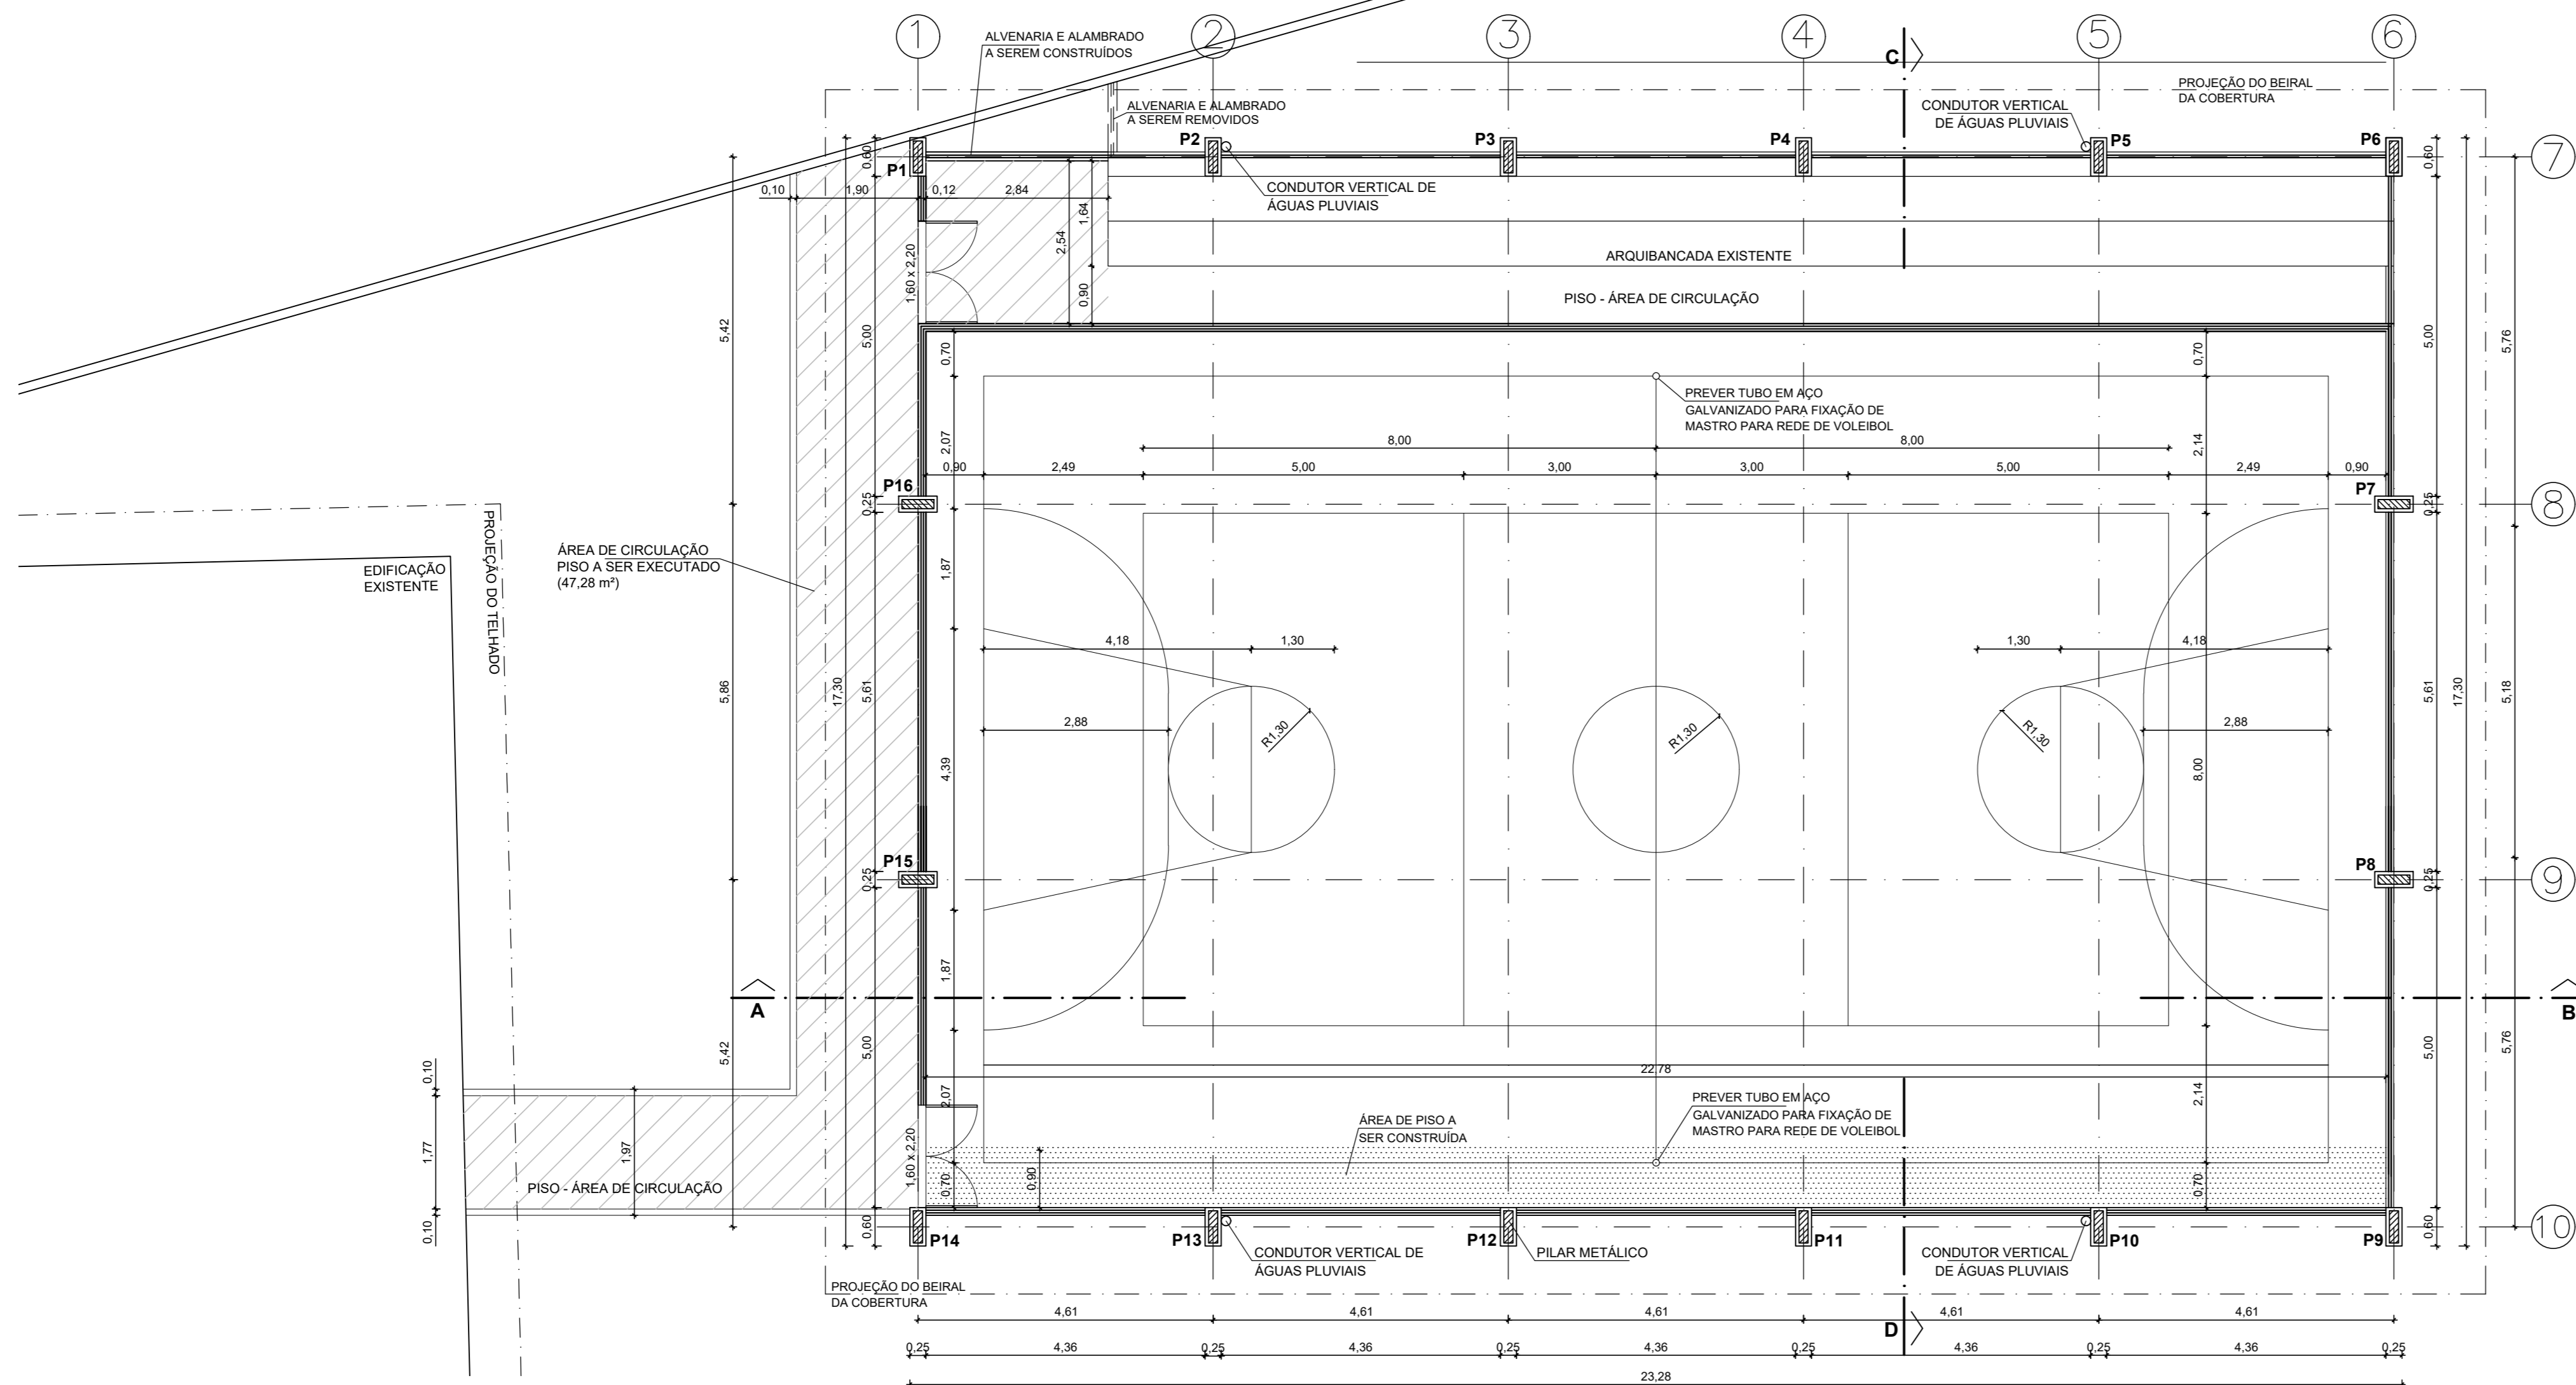 1
2
3
4
5
6
ALVENARIA E ALAMBRADO
A SEREM CONSTRUÍDOS
C
PROJEÇÃO DO BEIRAL
DA COBERTURA
ALVENARIA E ALAMBRADO
A SEREM REMOVIDOS
CONDUTOR VERTICAL
DE ÁGUAS PLUVIAIS
P1
P2
P3
P4
P5
P6
7
0,60
0,60
0,10
1,90
0,12
2,84
CONDUTOR VERTICAL DE
ÁGUAS PLUVIAIS
1,64
2,54
0,90
1,60 x 2,20
ARQUIBANCADA EXISTENTE
PISO - ÁREA DE CIRCULAÇÃO
5,42
5,00
0,70
0,70
5,00
5,76
PREVER TUBO EM AÇO
GALVANIZADO PARA FIXAÇÃO DE
MASTRO PARA REDE DE VOLEIBOL
2,07
8,00
8,00
2,14
0,90
2,49
5,00
3,00
3,00
5,00
2,49
0,90
P16
0,25
P7
0,25
8
PROJEÇÃO DO TELHADO
EDIFICAÇÃO
EXISTENTE
ÁREA DE CIRCULAÇÃO
PISO A SER EXECUTADO
(47,28 m²)
1,87
4,18
1,30
1,30
4,18
5,86
17,30
5,61
5,61
17,30
5,18
2,88
R1,30
R1,30
R1,30
2,88
4,39
8,00
P15
0,25
P8
0,25
9
A
B
1,87
5,42
5,00
5,00
5,76
0,10
22,78
2,07
2,14
PREVER TUBO EM AÇO
GALVANIZADO PARA FIXAÇÃO DE
MASTRO PARA REDE DE VOLEIBOL
ÁREA DE PISO A
SER CONSTRUÍDA
1,77
1,97
1,60 x 2,20
0,70
0,90
0,70
PISO - ÁREA DE CIRCULAÇÃO
0,10
0,60
0,60
10
P14
P13
P12
P11
P10
P9
CONDUTOR VERTICAL DE
ÁGUAS PLUVIAIS
PILAR METÁLICO
CONDUTOR VERTICAL
DE ÁGUAS PLUVIAIS
PROJEÇÃO DO BEIRAL
DA COBERTURA
4,61
4,61
4,61
4,61
4,61
D
0,25
4,36
0,25
4,36
0,25
4,36
0,25
4,36
0,25
4,36
0,25
23,28